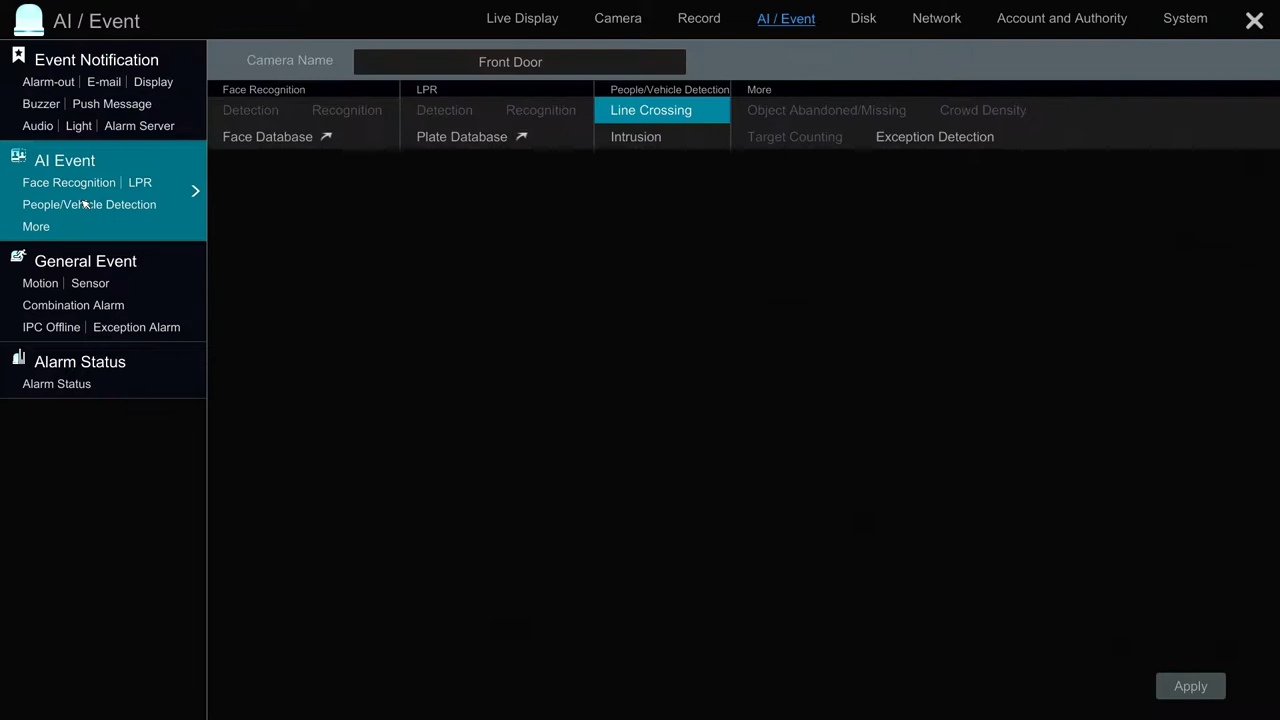 AI / Event
Live Display Camera Record AI / Event Disk Network Account and Authority System
Event Notification
Alarm-out | E-mail | Display
Buzzer | Push Message
Audio | Light | Alarm Server
AI Event
Face Recognition | LPR
People/Vehicle Detection
More
General Event
Motion | Sensor
Combination Alarm
IPC Offline | Exception Alarm
Alarm Status
Alarm Status
Camera Name Front Door
Face Recognition LPR People/Vehicle Detection More
Detection Recognition Detection Recognition Line Crossing Object Abandoned/Missing Crowd Density
Face Database Plate Database Intrusion Target Counting Exception Detection
Apply